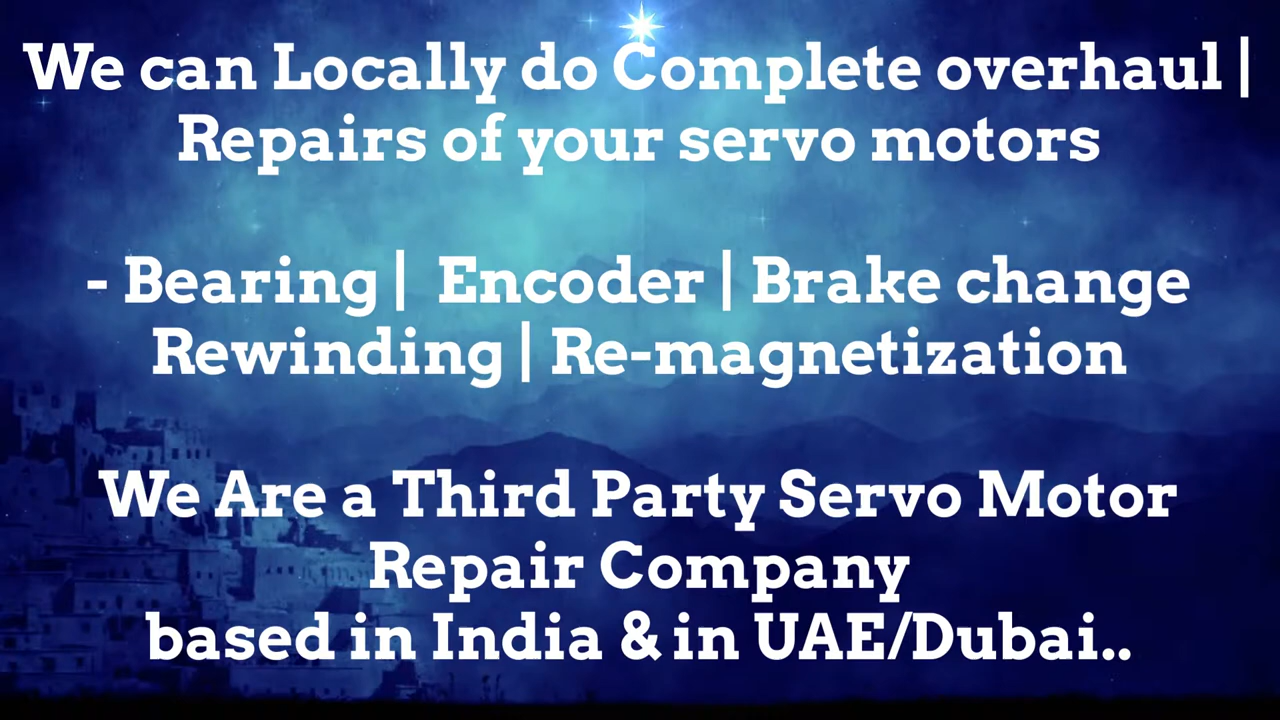 We can Locally do Complete overhaul |
Repairs of your servo motors
- Bearing | Encoder | Brake change
Rewinding | Re-magnetization
We Are a Third Party Servo Motor
Repair Company
based in India & in UAE/Dubai..